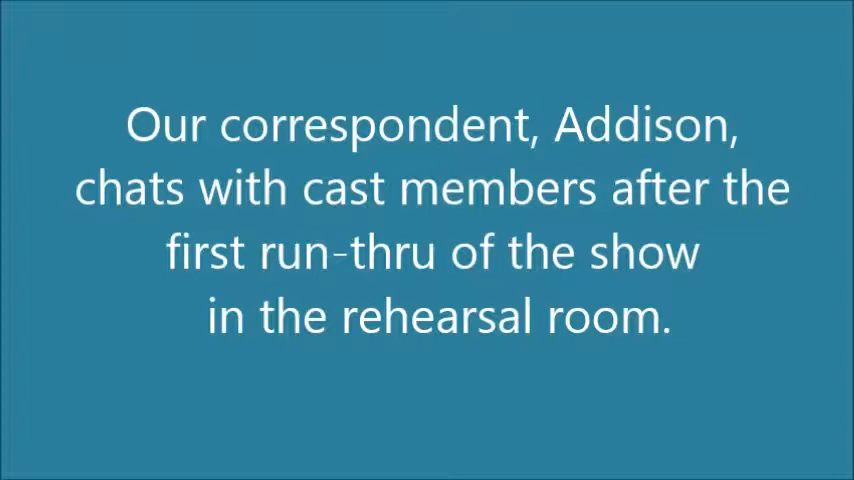 Our correspondent, Addison,
chats with cast members after the
first run-thru of the show
in the rehearsal room.